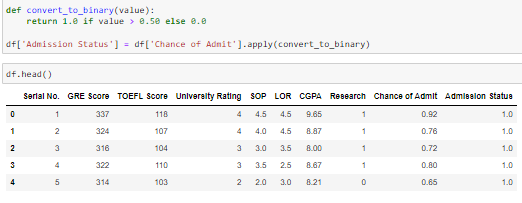 def convert_to_binary(value):
return 1.0 if value > 0.50 else 0.0
df['Admission Status'] = df['Chance of Admit'].apply(convert_to_binary)
df.head()
Serial No. GRE Score TOEFL Score University Rating SOP LOR CGPA Research Chance of Admit Admission Status
0 1 337 118 4 4.5 4.5 9.65 1 0.92 1.0
1 2 324 107 4 4.0 4.5 8.87 1 0.76 1.0
2 3 316 104 3 3.0 3.5 8.00 1 0.72 1.0
3 4 322 110 3 3.5 2.5 8.67 1 0.80 1.0
4 5 314 103 2 2.0 3.0 8.21 0 0.65 1.0